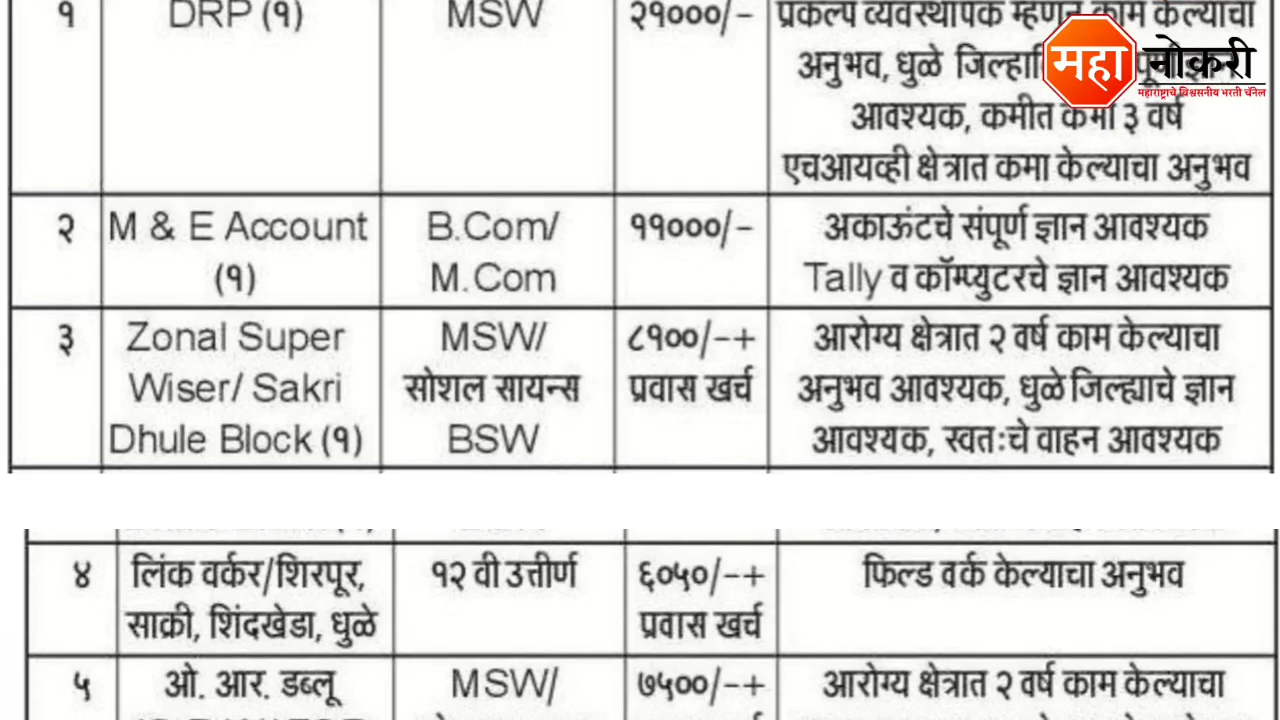 १ DRP (१) MSW २१०००/- प्रकल्प व्यवस्थापक म्हणून काम केल्याचा
अनुभव, धुळे
आवश्यक, कमीत कमी ३ वर्ष
एचआयव्ही क्षेत्रात कमा केल्याचा अनुभव
महा नोकरी
महाराष्ट्राचे विश्वसनीय भरती चॅनेल
२ M & E Account B.Com/ ११०००/- अकाऊंटचे संपूर्ण ज्ञान आवश्यक
(१) M.Com Tally व कॉम्प्युटरचे ज्ञान आवश्यक
३ Zonal Super MSW/ ८१००/-+ आरोग्य क्षेत्रात २ वर्ष काम केल्याचा
Wiser/ Sakri सोशल सायन्स प्रवास खर्च अनुभव आवश्यक, धुळे जिल्ह्याचे ज्ञान
Dhule Block (१) BSW आवश्यक, स्वतःचे वाहन आवश्यक
४ लिंक वर्कर/शिरपूर, १२ वी उत्तीर्ण ६०५०/-+ फिल्ड वर्क केल्याचा अनुभव
साक्री, शिंदखेडा, धुळे प्रवास खर्च
५ ओ. आर. डब्लू MSW/ ७५००/-+ आरोग्य क्षेत्रात २ वर्ष काम केल्याचा